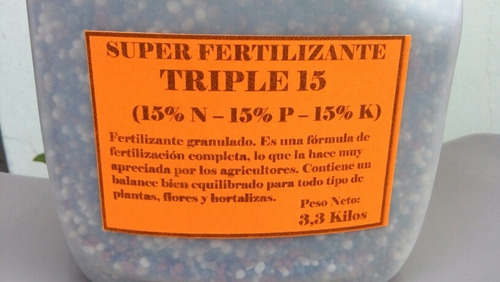 SUPER FERTILIZANTE
TRIPLE 15
(15% N – 15% P – 15% K)
Fertilizante granulado. Es una fórmula de
fertilización completa, lo que la hace muy
apreciada por los agricultores. Contiene un
balance bien equilibrado para todo tipo de
plantas, flores y hortalizas.
Peso Neto:
3,3 Kilos